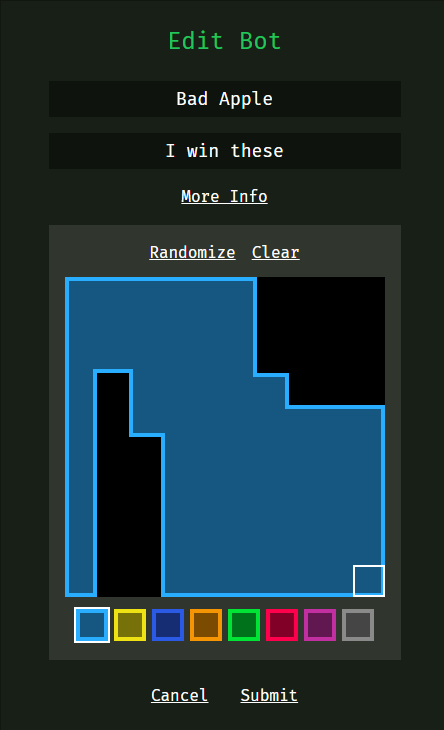 Edit Bot
Bad Apple
I win these
More Info
Randomize Clear
Cancel Submit